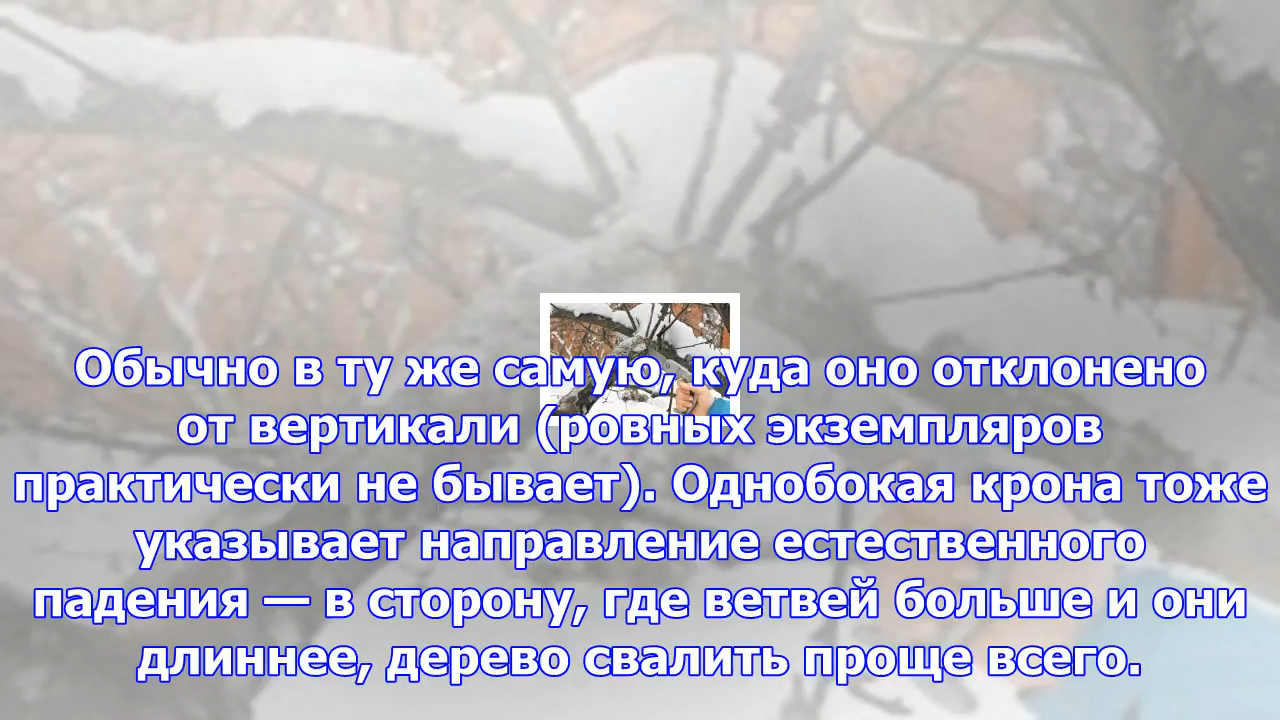 Обычно в ту же самую, куда оно отклонено
от вертикали (ровных экземпляров
практически не бывает). Однобокая крона тоже
указывает направление естественного
падения — в сторону, где ветвей больше и они
длиннее, дерево свалить проще всего.